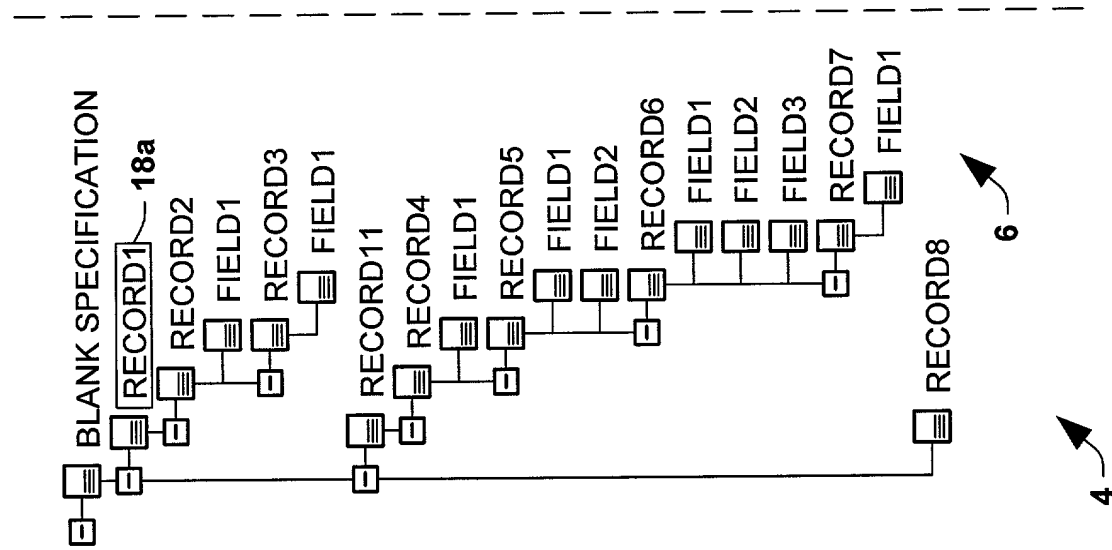 BLANK SPECIFICATION
RECORD1
18a
RECORD2
FIELD1
RECORD3
FIELD1
RECORD11
RECORD4
FIELD1
RECORD5
FIELD1
FIELD2
RECORD6
FIELD1
FIELD2
FIELD3
RECORD7
FIELD1
RECORD8
4
6